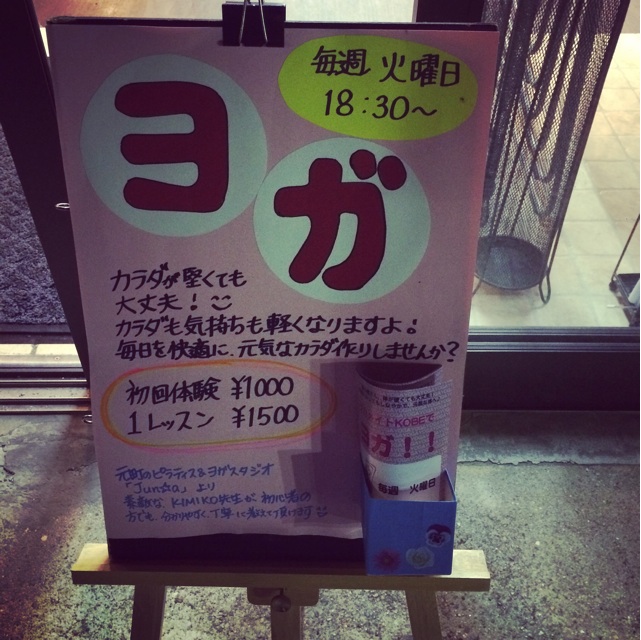 毎週 火曜日
18:30〜
ヨガ
カラダが堅くても
大丈夫!
カラダも気持ちも軽くなりますよ!
毎日を快適に、元気なカラダ作りしませんか?
初回体験 ¥1000
1レッスン ¥1500
元町のピラティス&ヨガスタジオ
より
素敵な KIMIKO先生が 初心者の
方でも 分かりやすく、丁寧に教えて頂けます
イトKOBEで
ヨガ!!
毎週 火曜日